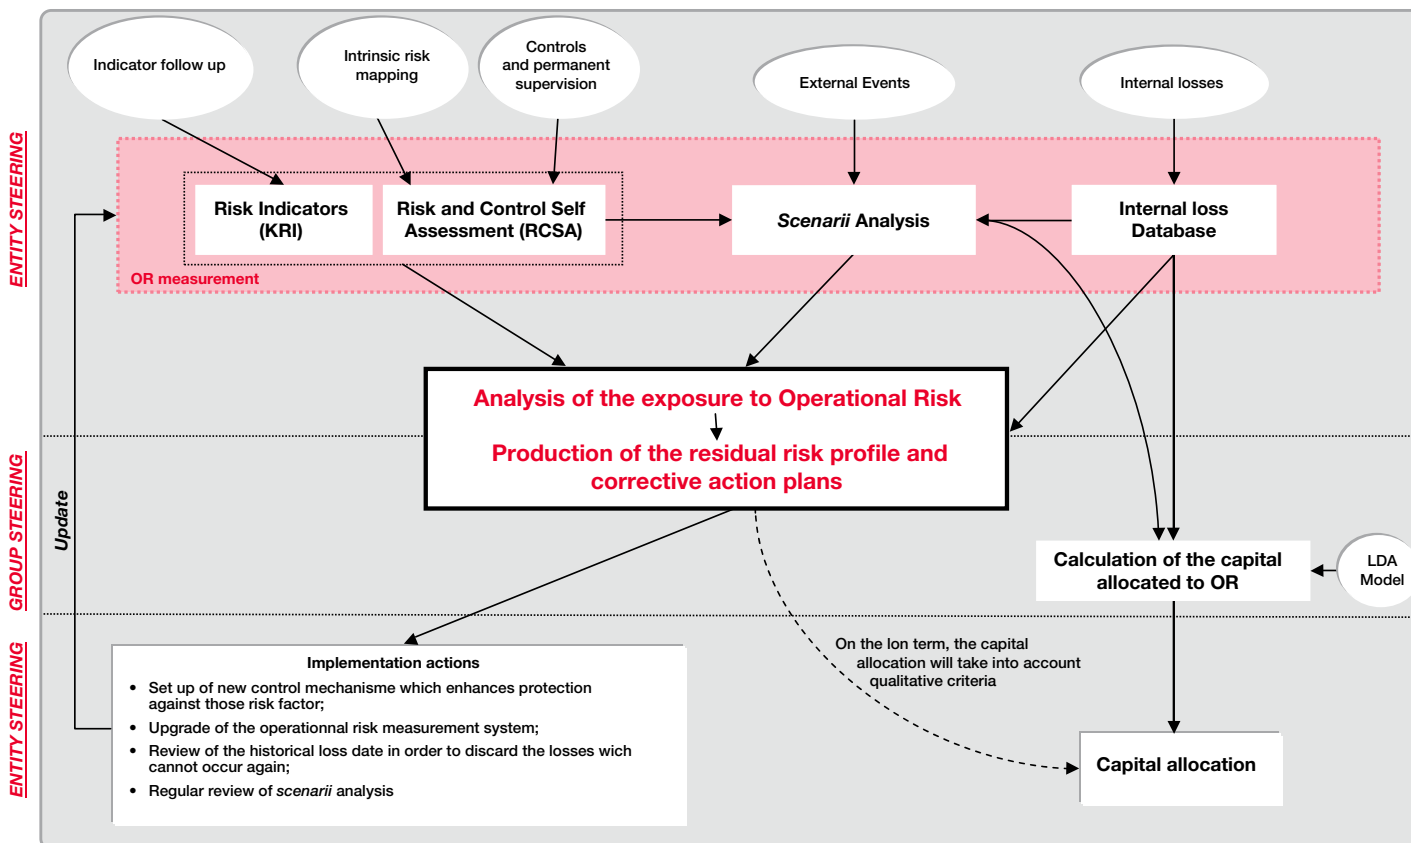 Indicator follow up
Intrinsic risk
mapping
Controls
and permanent
supervision
External Events
Internal losses
ENTITY STEERING
Risk Indicators
(KRI)
Risk and Control Self
Assessment (RCSA)
Scenarii Analysis
Internal loss
Database
OR measurement
Analysis of the exposure to Operational Risk
Production of the residual risk profile and
corrective action plans
GROUP STEERING
Update
Calculation of the capital
allocated to OR
LDA
Model
ENTITY STEERING
Implementation actions
• Set up of new control mechanisme which enhances protection
against those risk factor;
• Upgrade of the operationnal risk measurement system;
• Review of the historical loss date in order to discard the losses wich
cannot occur again;
• Regular review of scenarii analysis
On the lon term, the capital
allocation will take into account
qualitative criteria
Capital allocation